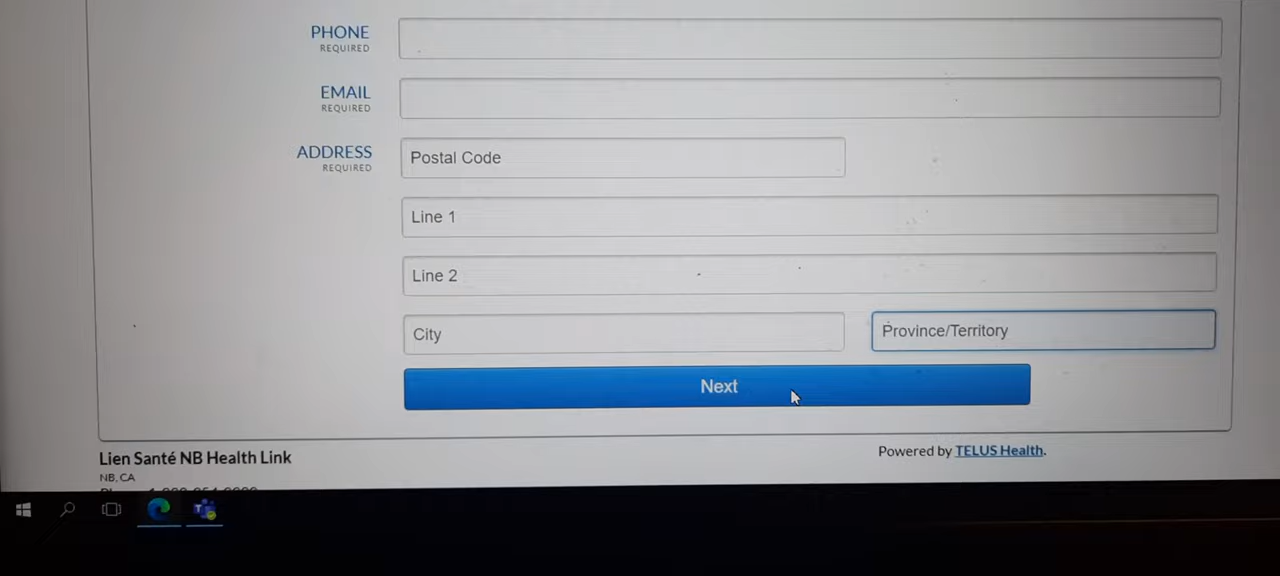 PHONE
REQUIRED
EMAIL
REQUIRED
ADDRESS
REQUIRED
Postal Code
Line 1
Line 2
City
Province/Territory
Next
Lien Santé NB Health Link
Powered by TELUS Health.
NB, CA